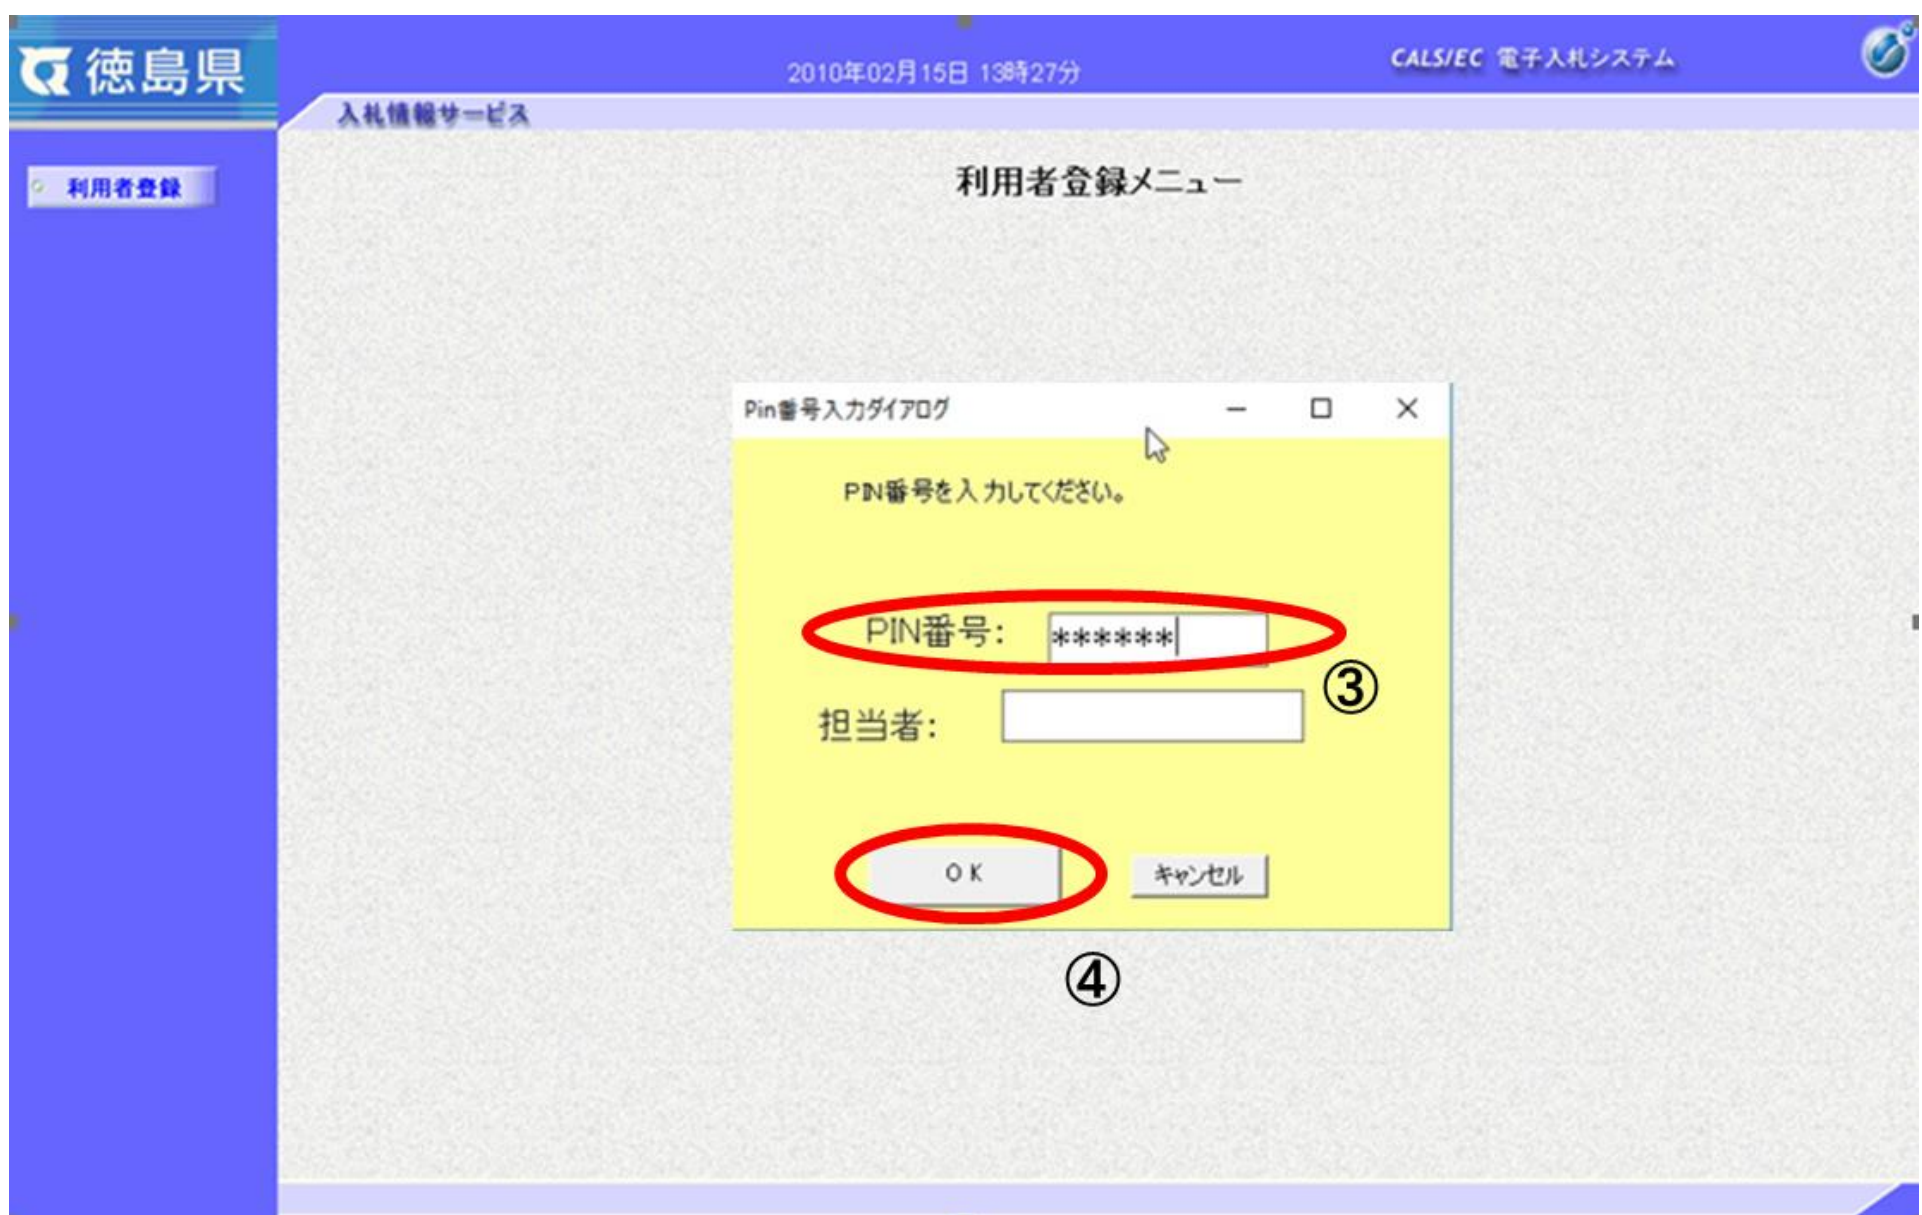 徳島県
2010年02月15日 13時27分
CALS/EC 電子入札システム
入札情報サービス
利用者登録
利用者登録メニュー
Pin番号入力ダイアログ
PIN番号を入力してください。
PIN番号: ******
③
担当者:
OK キャンセル
④